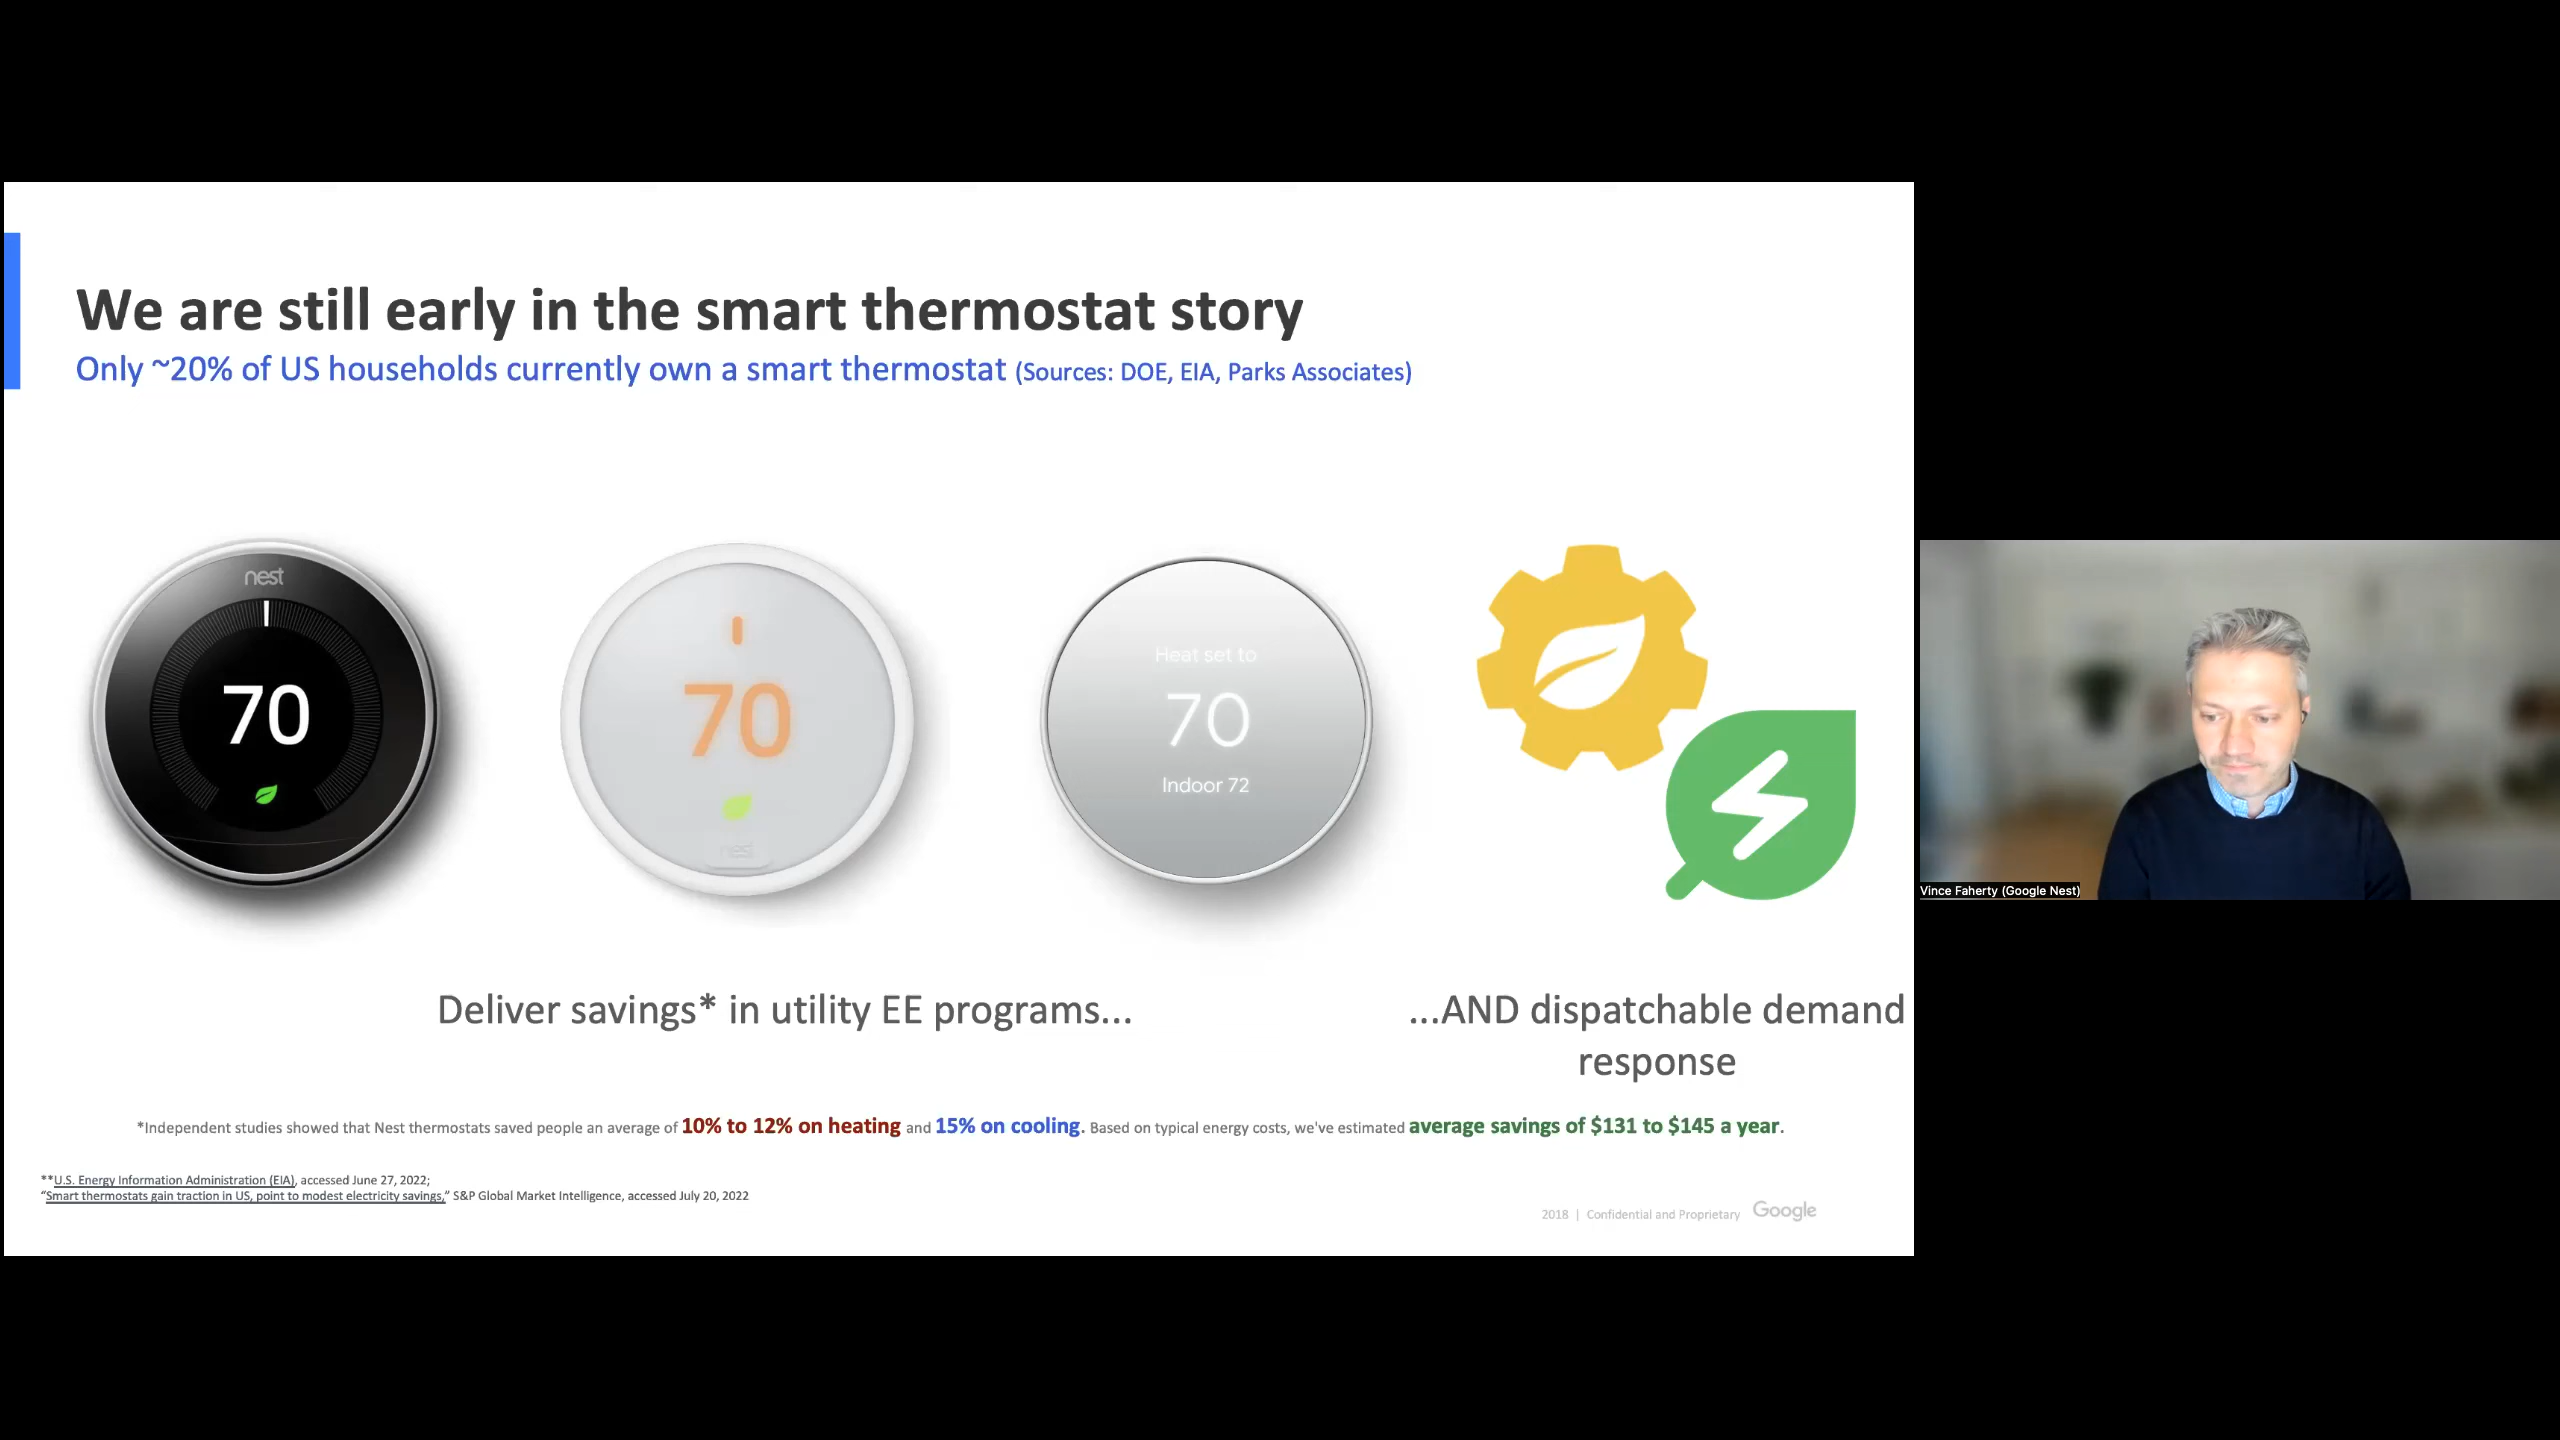 We are still early in the smart thermostat story
Only ~20% of US households currently own a smart thermostat (Sources: DOE, EIA, Parks Associates)
nest
70
70
nest
Heat set to
70
Indoor 72
Deliver savings* in utility EE programs...
...AND dispatchable demand
response
*Independent studies showed that Nest thermostats saved people an average of 10% to 12% on heating and 15% on cooling. Based on typical energy costs, we've estimated average savings of $131 to $145 a year.
**U.S. Energy Information Administration (EIA), accessed June 27, 2022;
“Smart thermostats gain traction in US, point to modest electricity savings,” S&P Global Market Intelligence, accessed July 20, 2022
2018 | Confidential and Proprietary Google
Vince Faherty (Google Nest)